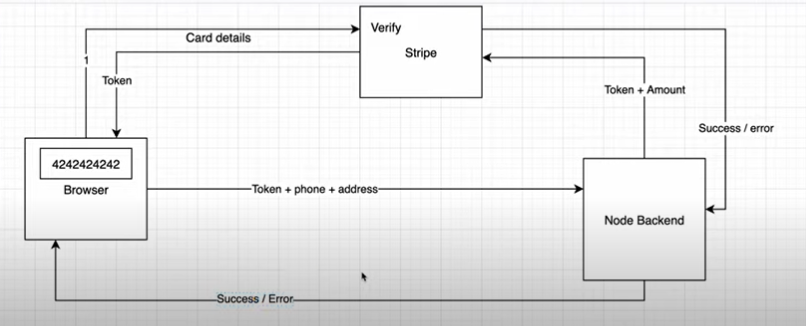 Verify
Card details
Stripe
1
Token
Token + Amount
Success / error
4242424242
Browser
Token + phone + address
Node Backend
Success / Error